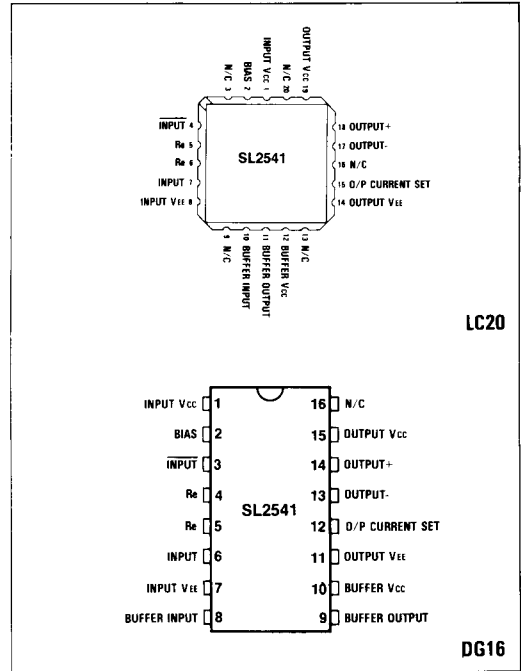 N/C 3
BIAS 2
INPUT Vcc 1
N/C 20
OUTPUT Vcc 19
INPUT 4
Re 5
Re 6
INPUT 7
INPUT VEE 8
SL2541
18 OUTPUT+
17 OUTPUT-
16 N/C
15 O/P CURRENT SET
14 OUTPUT VEE
9 N/C
10 BUFFER INPUT
11 BUFFER OUTPUT
12 BUFFER Vcc
13 N/C
LC20
INPUT Vcc 1
BIAS 2
INPUT 3
Re 4
Re 5
INPUT 6
INPUT VEE 7
BUFFER INPUT 8
SL2541
16 N/C
15 OUTPUT Vcc
14 OUTPUT+
13 OUTPUT-
12 O/P CURRENT SET
11 OUTPUT VEE
10 BUFFER Vcc
9 BUFFER OUTPUT
DG16